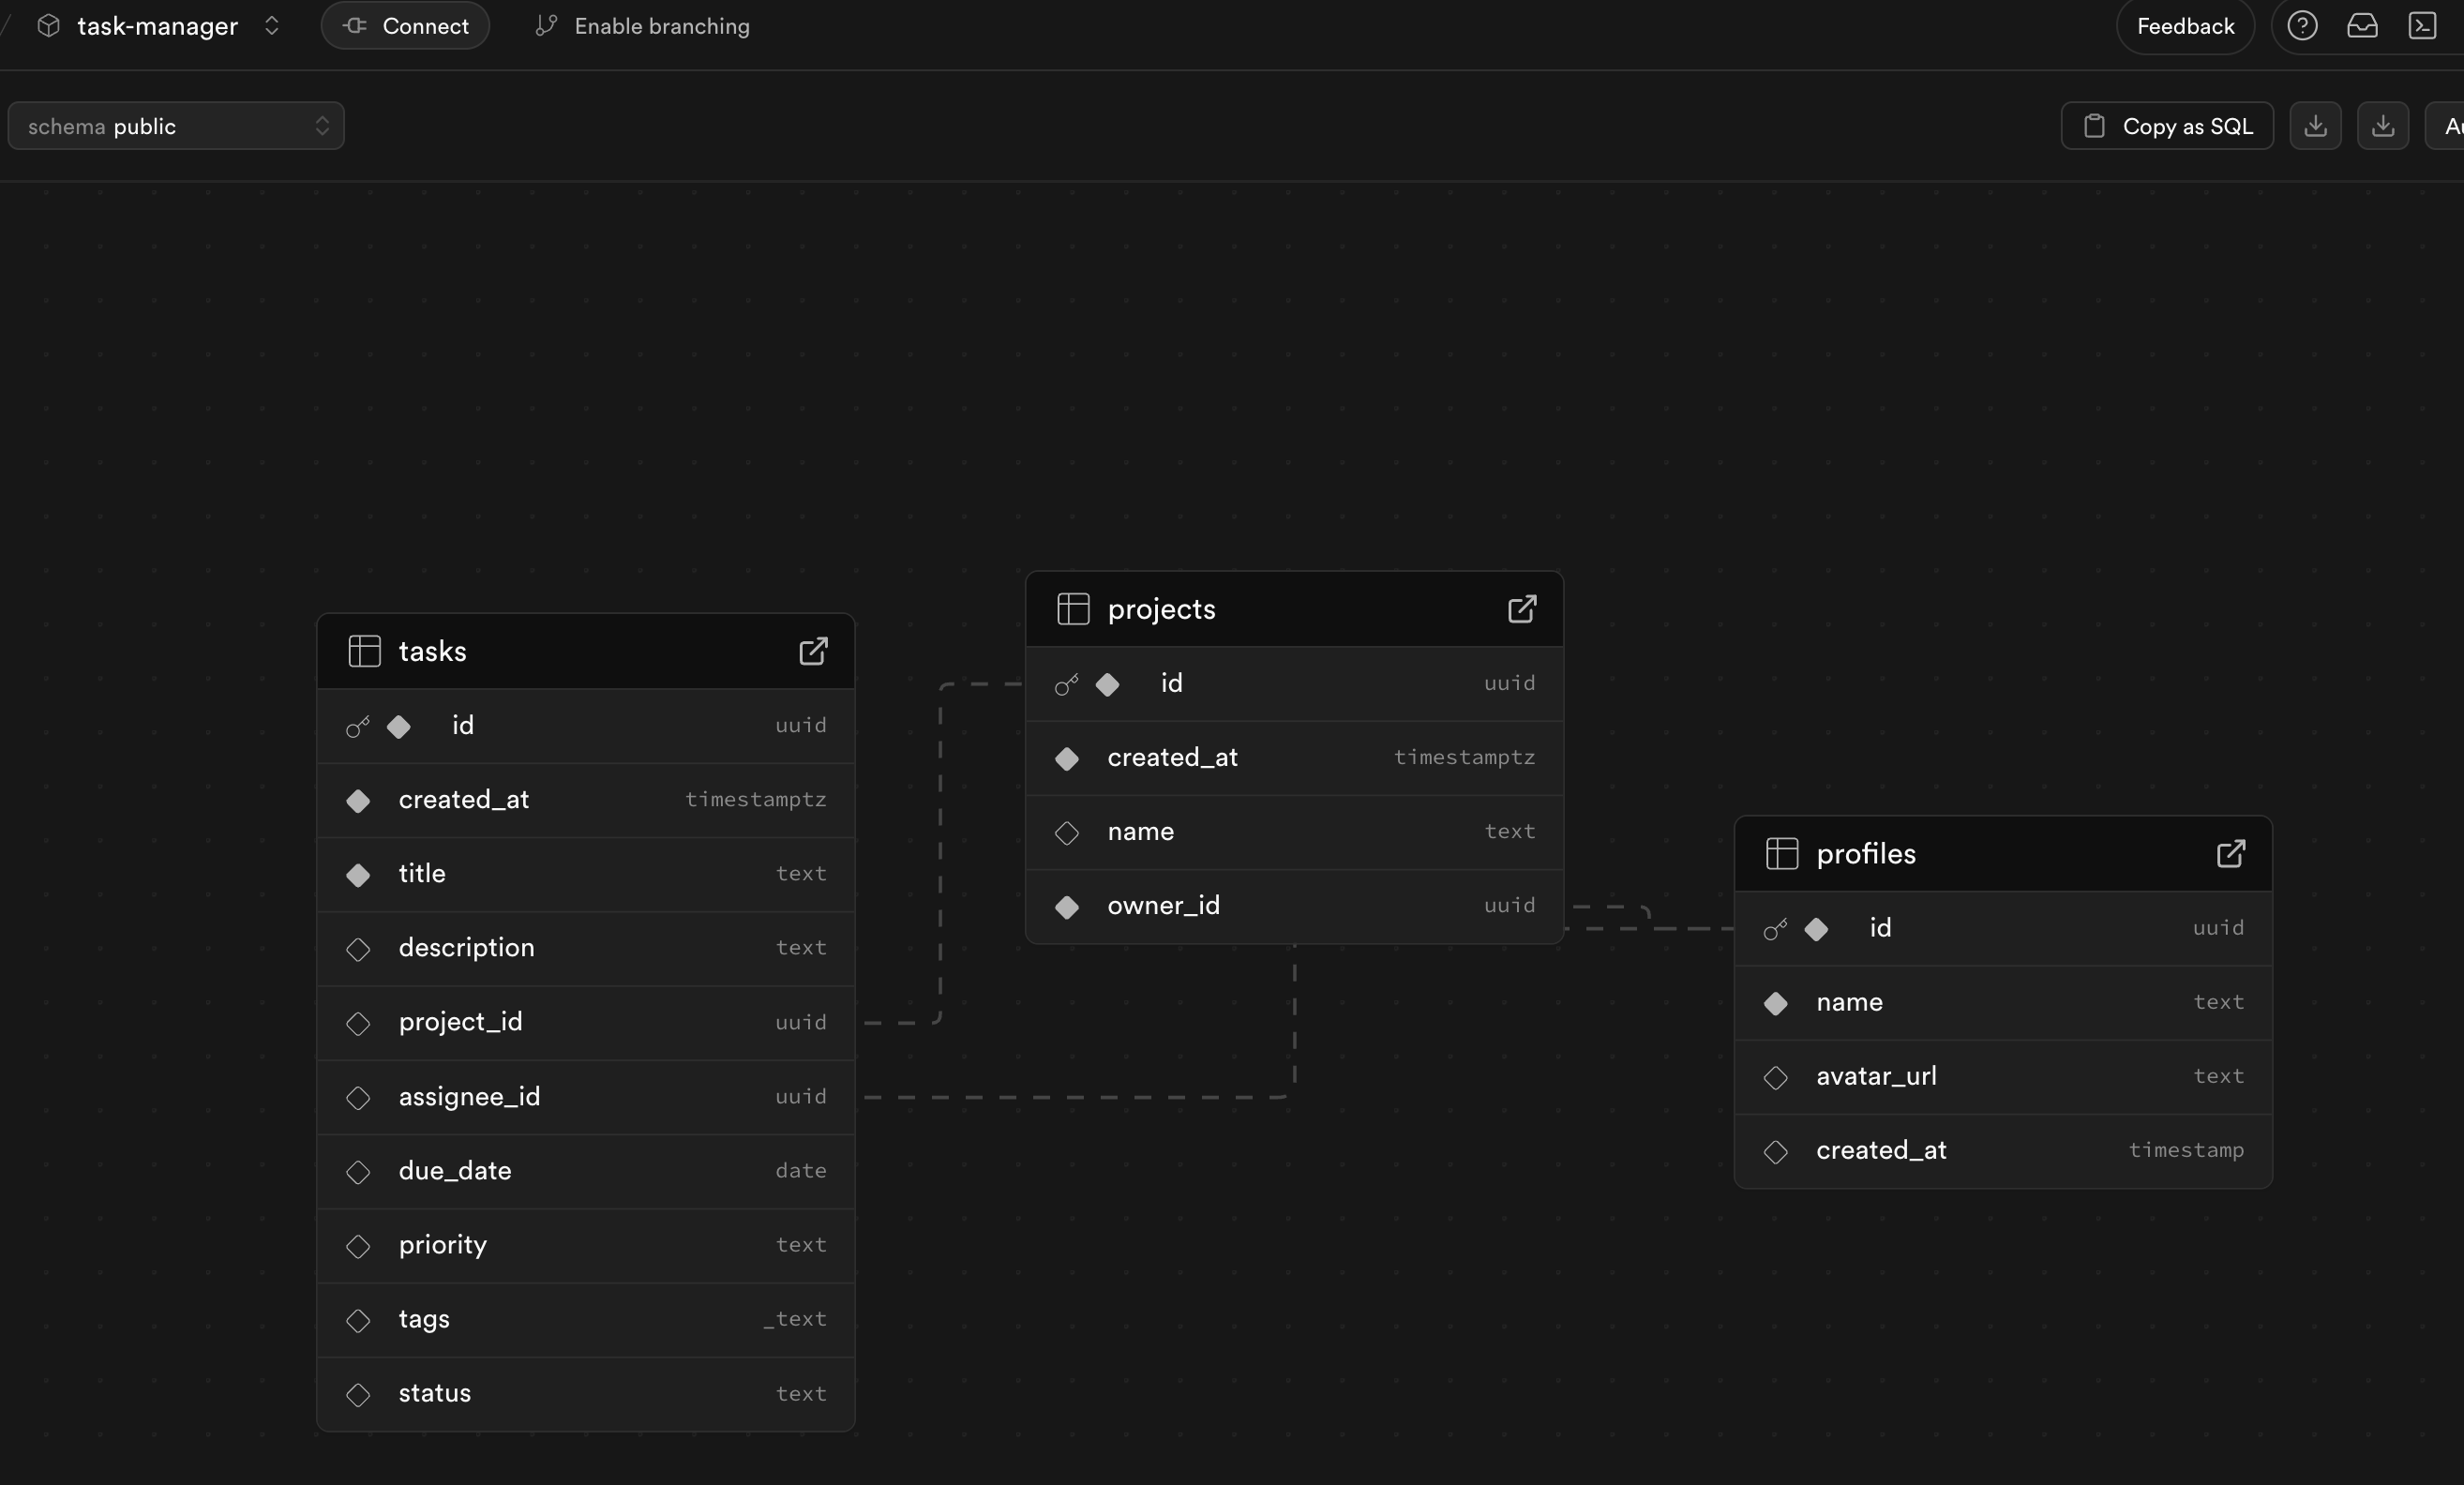 task-manager
Connect
Enable branching
Feedback
schema public
Copy as SQL
tasks
id uuid
created_at timestamptz
title text
description text
project_id uuid
assignee_id uuid
due_date date
priority text
tags _text
status text
projects
id uuid
created_at timestamptz
name text
owner_id uuid
profiles
id uuid
name text
avatar_url text
created_at timestamp